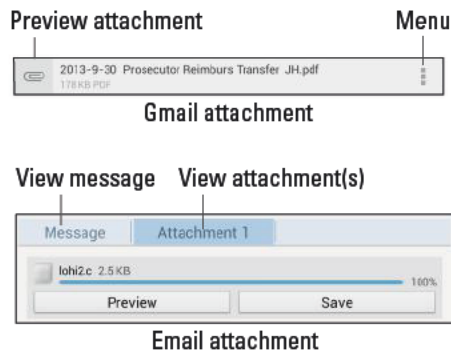 Preview attachment Menu
2013-9-30 Prosecutor Reimburs Transfer JH.pdf
178 KB PDF
Gmail attachment
View message View attachment(s)
Message Attachment 1
lohi2.c 2.5 KB
100%
Preview Save
Email attachment